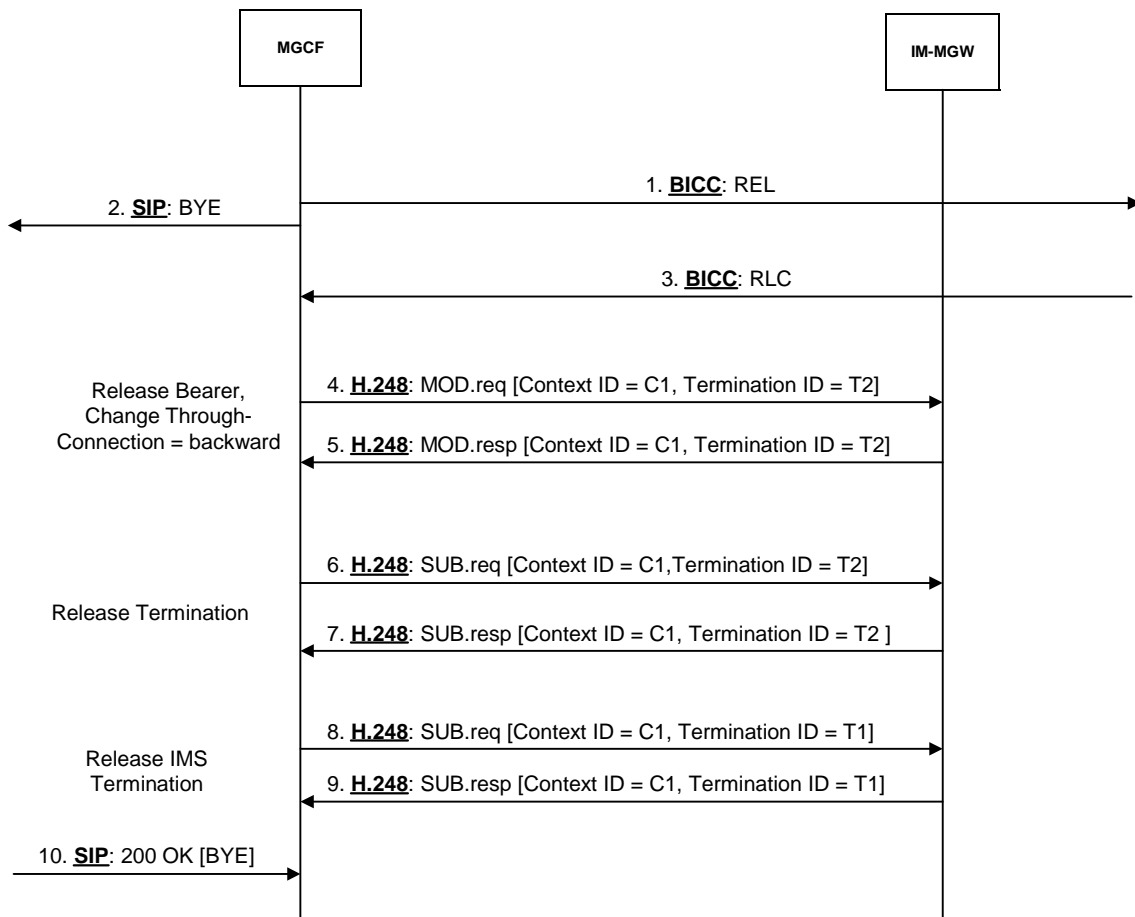 MGCF
IM-MGW
1. BICC: REL
2. SIP: BYE
3. BICC: RLC
Release Bearer,
Change Through-
Connection = backward
4. H.248: MOD.req [Context ID = C1, Termination ID = T2]
5. H.248: MOD.resp [Context ID = C1, Termination ID = T2]
6. H.248: SUB.req [Context ID = C1,Termination ID = T2]
Release Termination
7. H.248: SUB.resp [Context ID = C1, Termination ID = T2 ]
8. H.248: SUB.req [Context ID = C1, Termination ID = T1]
Release IMS
Termination
9. H.248: SUB.resp [Context ID = C1, Termination ID = T1]
10. SIP: 200 OK [BYE]